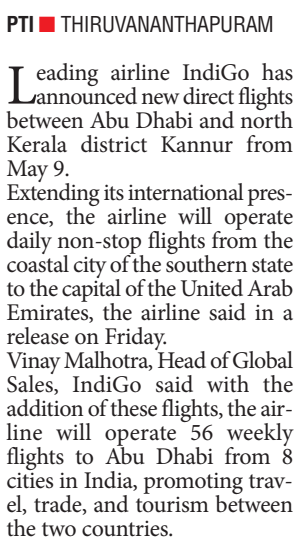 PTI ■ THIRUVANANTHAPURAM
Leading airline IndiGo has
announced new direct flights
between Abu Dhabi and north
Kerala district Kannur from
May 9.
Extending its international pres-
ence, the airline will operate
daily non-stop flights from the
coastal city of the southern state
to the capital of the United Arab
Emirates, the airline said in a
release on Friday.
Vinay Malhotra, Head of Global
Sales, IndiGo said with the
addition of these flights, the air-
line will operate 56 weekly
flights to Abu Dhabi from 8
cities in India, promoting trav-
el, trade, and tourism between
the two countries.